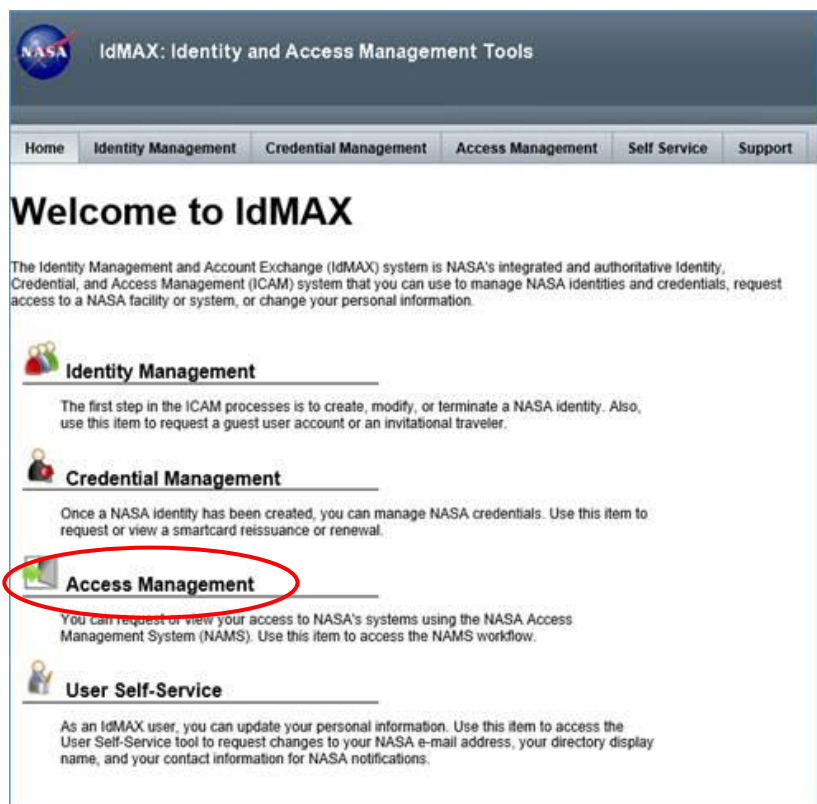 NASA
IdMAX: Identity and Access Management Tools
Home Identity Management Credential Management Access Management Self Service Support
Welcome to IdMAX
The Identity Management and Account Exchange (IdMAX) system is NASA's integrated and authoritative Identity,
Credential, and Access Management (ICAM) system that you can use to manage NASA identities and credentials, request
access to a NASA facility or system, or change your personal information.
Identity Management
The first step in the ICAM processes is to create, modify, or terminate a NASA identity. Also,
use this item to request a guest user account or an invitational traveler.
Credential Management
Once a NASA identity has been created, you can manage NASA credentials. Use this item to
request or view a smartcard reissuance or renewal.
Access Management
You can request or view your access to NASA's systems using the NASA Access
Management System (NAMS). Use this item to access the NAMS workflow.
User Self-Service
As an IdMAX user, you can update your personal information. Use this item to access the
User Self-Service tool to request changes to your NASA e-mail address, your directory display
name, and your contact information for NASA notifications.